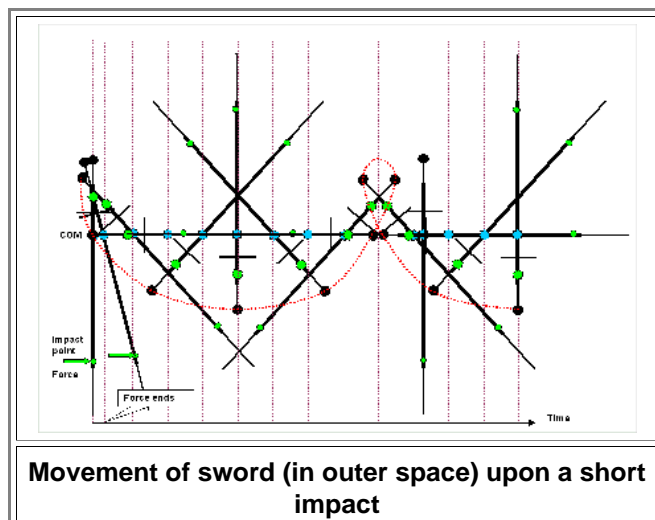 COM
Impact
point
Force
Force ends
Time
Movement of sword (in outer space) upon a short
impact